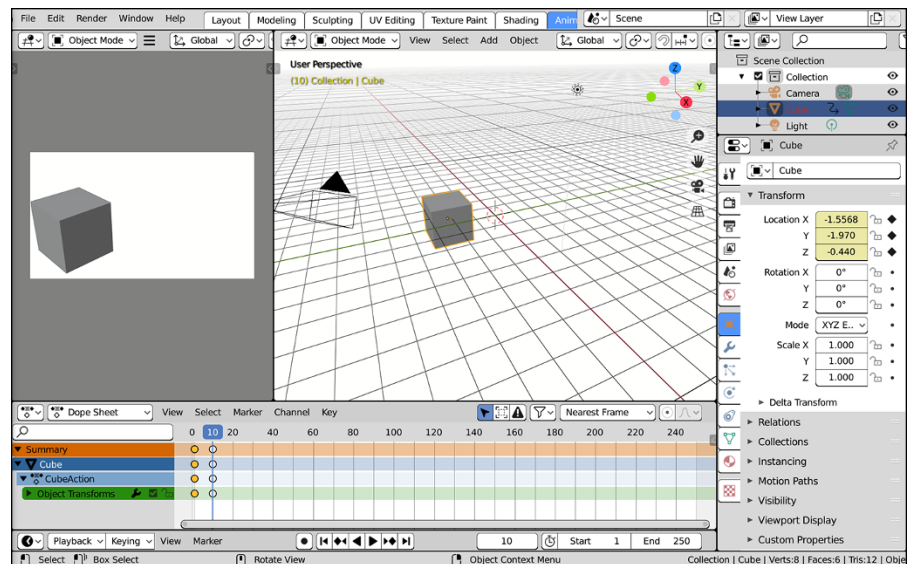 File Edit Render Window Help Layout Modeling Sculpting UV Editing Texture Paint Shading Anim Scene View Layer
Object Mode Global Object Mode View Select Add Object Global
User Perspective
(10) Collection | Cube
Z
Y
X
Scene Collection
Collection
Camera
Cube
Light
Cube
Cube
Transform
Location X -1.5568
Y -1.970
Z -0.440
Rotation X 0°
Y 0°
Z 0°
Mode XYZ E..
Scale X 1.000
Y 1.000
Z 1.000
Delta Transform
Relations
Collections
Instancing
Motion Paths
Visibility
Viewport Display
Custom Properties
Dope Sheet View Select Marker Channel Key Nearest Frame
0 10 20 40 60 80 100 120 140 160 180 200 220 240
Summary
Cube
CubeAction
Object Transforms
Playback Keying View Marker 10 Start 1 End 250
Select Box Select Rotate View Object Context Menu Collection | Cube | Verts:8 | Faces:6 | Tris:12 | Obje